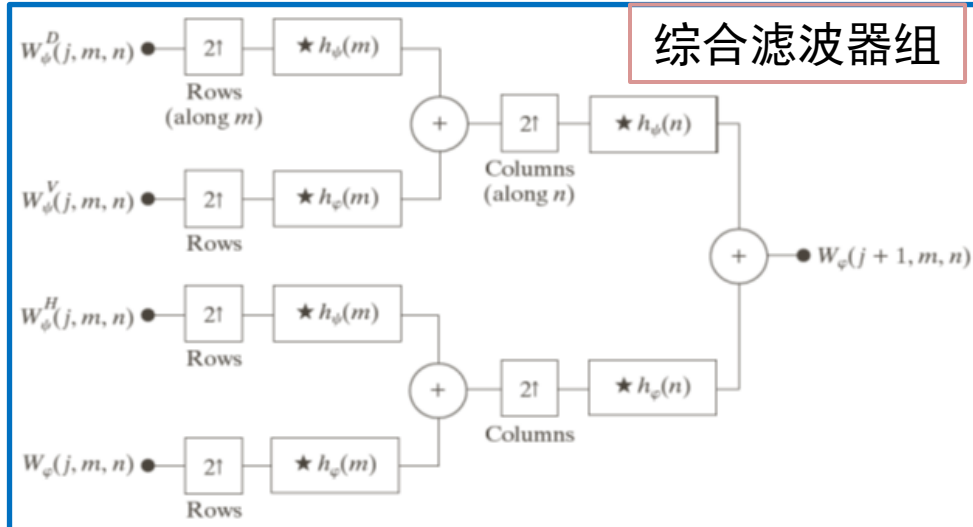 综合滤波器组
W_ψ^D(j, m, n)
2↑
★ h_ψ(m)
Rows
(along m)
+
2↑
★ h_ψ(n)
Columns
(along n)
W_ψ^V(j, m, n)
2↑
★ h_φ(m)
Rows
+
W_φ(j + 1, m, n)
W_ψ^H(j, m, n)
2↑
★ h_ψ(m)
Rows
+
2↑
★ h_φ(n)
Columns
W_φ(j, m, n)
2↑
★ h_φ(m)
Rows